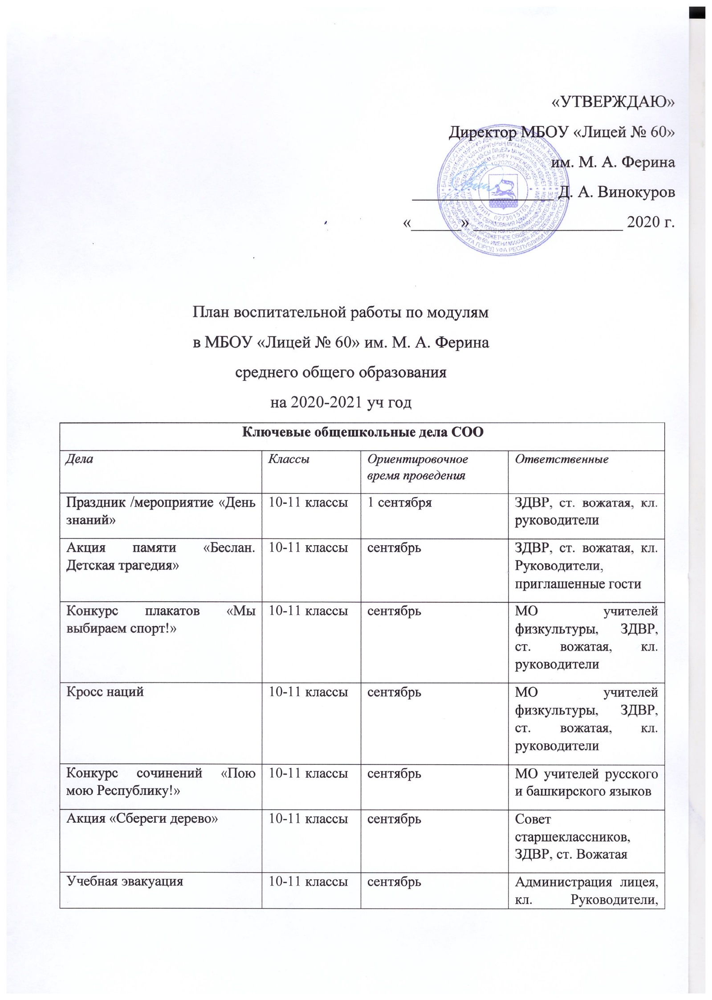 «УТВЕРЖДАЮ»
Директор МБОУ «Лицей № 60»
им. М. А. Ферина
Д. А. Винокуров
«______» __________________ 2020 г.
ОГРН 1020202399062
ИНН 0273015165
План воспитательной работы по модулям
в МБОУ «Лицей № 60» им. М. А. Ферина
среднего общего образования
на 2020-2021 уч год
Ключевые общешкольные дела СОО
Дела
Классы
Ориентировочное
время проведения
Ответственные
Праздник /мероприятие «День
знаний»
10-11 классы
1 сентября
ЗДВР, ст. вожатая, кл.
руководители
Акция памяти «Беслан.
Детская трагедия»
10-11 классы
сентябрь
ЗДВР, ст. вожатая, кл.
Руководители,
приглашенные гости
Конкурс плакатов «Мы
выбираем спорт!»
10-11 классы
сентябрь
МО учителей
физкультуры, ЗДВР,
ст. вожатая, кл.
руководители
Кросс наций
10-11 классы
сентябрь
МО учителей
физкультуры, ЗДВР,
ст. вожатая, кл.
руководители
Конкурс сочинений «Пою
мою Республику!»
10-11 классы
сентябрь
МО учителей русского
и башкирского языков
Акция «Сбереги дерево»
10-11 классы
сентябрь
Совет
старшеклассников,
ЗДВР, ст. Вожатая
Учебная эвакуация
10-11 классы
сентябрь
Администрация лицея,
кл. Руководители,